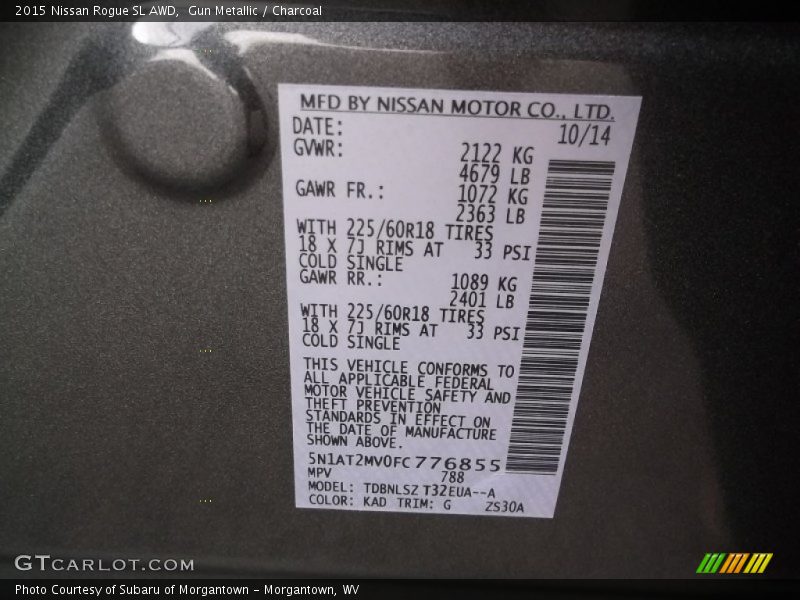 2015 Nissan Rogue SL AWD,  Gun Metallic / Charcoal
MFD BY NISSAN MOTOR CO., LTD.
DATE: 10/14
GVWR: 2122 KG
4679 LB
GAWR FR.: 1072 KG
2363 LB
WITH 225/60R18 TIRES
18 X 7J RIMS AT 33 PSI
COLD SINGLE
GAWR RR.: 1089 KG
2401 LB
WITH 225/60R18 TIRES
18 X 7J RIMS AT 33 PSI
COLD SINGLE
THIS VEHICLE CONFORMS TO
ALL APPLICABLE FEDERAL
MOTOR VEHICLE SAFETY AND
THEFT PREVENTION
STANDARDS IN EFFECT ON
THE DATE OF MANUFACTURE
SHOWN ABOVE.
5N1AT2MV0FC776855
MPV 788
MODEL: TDBNLSZ T32EUA--A
COLOR: KAD TRIM: G ZS30A
GTCARLOT.COM
Photo Courtesy of Subaru of Morgantown - Morgantown, WV